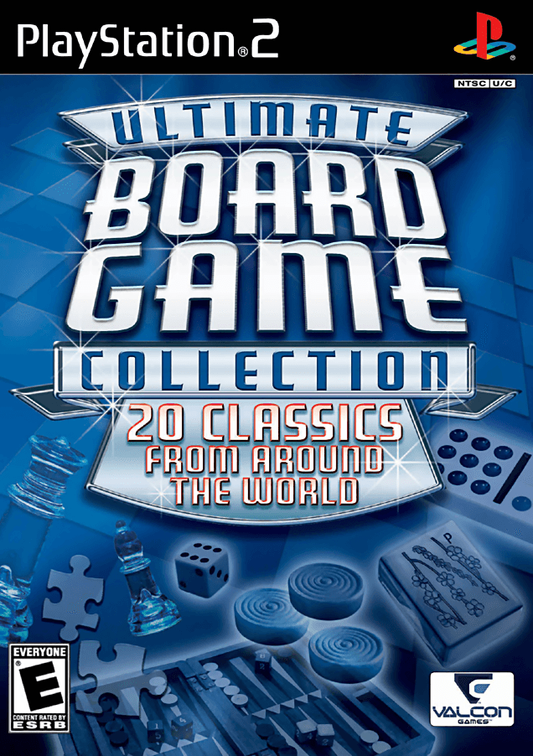 PlayStation®2
NTSC U/C
ULTIMATE
BOARD
GAME
COLLECTION
20 CLASSICS
FROM AROUND
THE WORLD
P
EVERYONE
E
®
CONTENT RATED BY
ESRB
VALCON
GAMES™